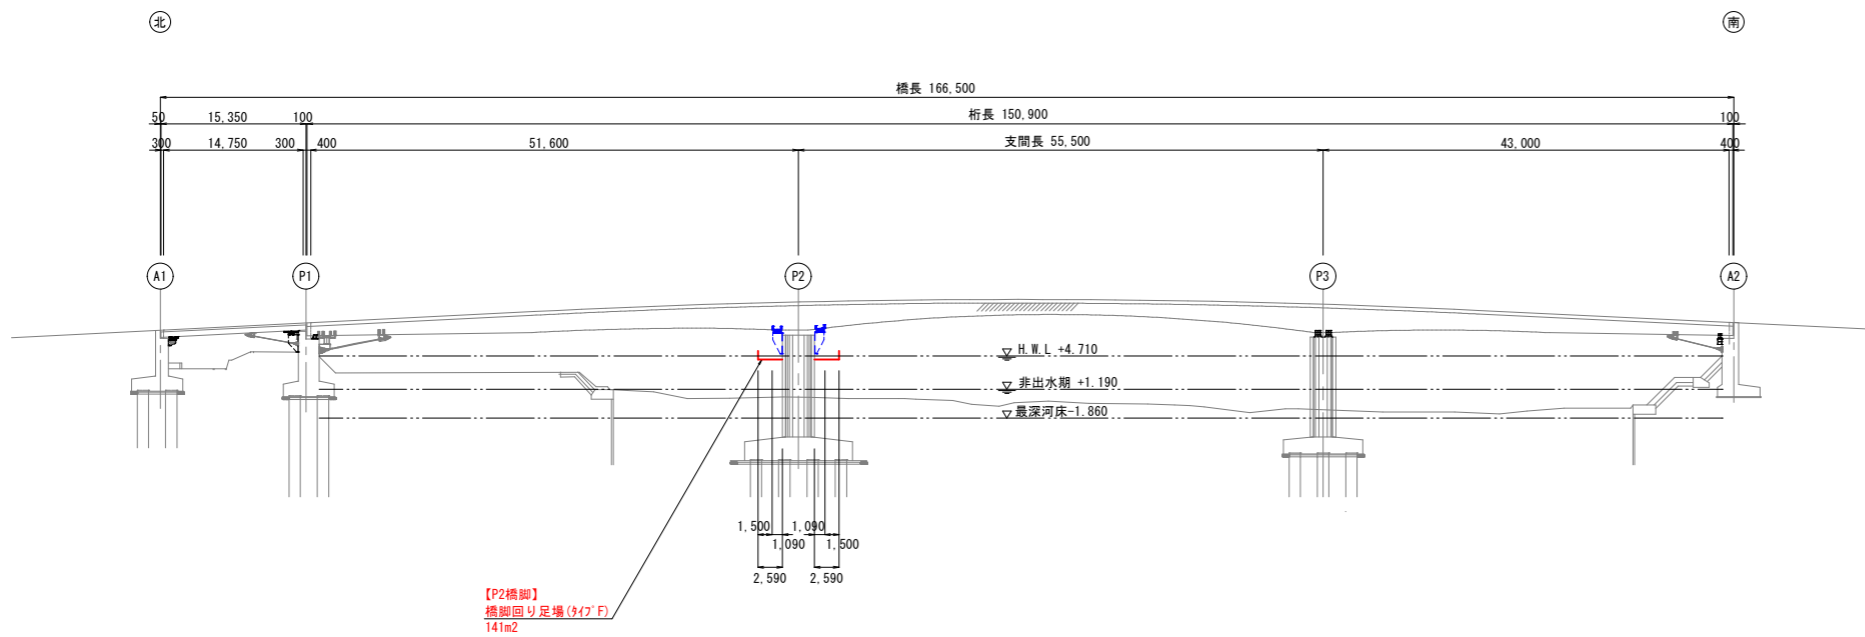 北
南
橋長 166,500
50
15,350
100
桁長 150,900
100
300
14,750
300
400
51,600
支間長 55,500
43,000
400
A1
P1
P2
P3
A2
H.W.L +4.710
非出水期 +1.190
最深河床-1.860
1,500
1,090
1,090
1,500
2,590
2,590
【P2橋脚】
橋脚回り足場(ﾀｲﾌﾟF)
141m2